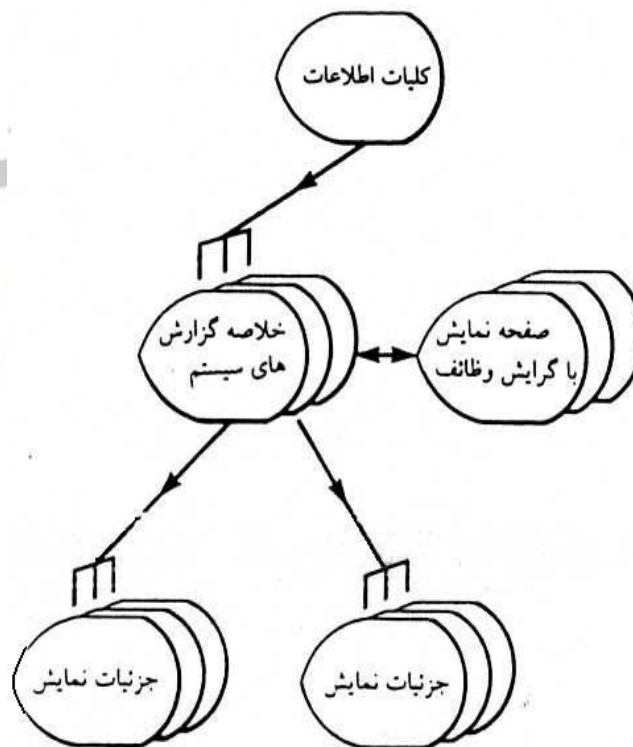 کلیات اطلاعات
خلاصه گزارش
های سیستم
صفحه نمایش
با گرایش وظائف
جزئیات نمایش
جزئیات نمایش